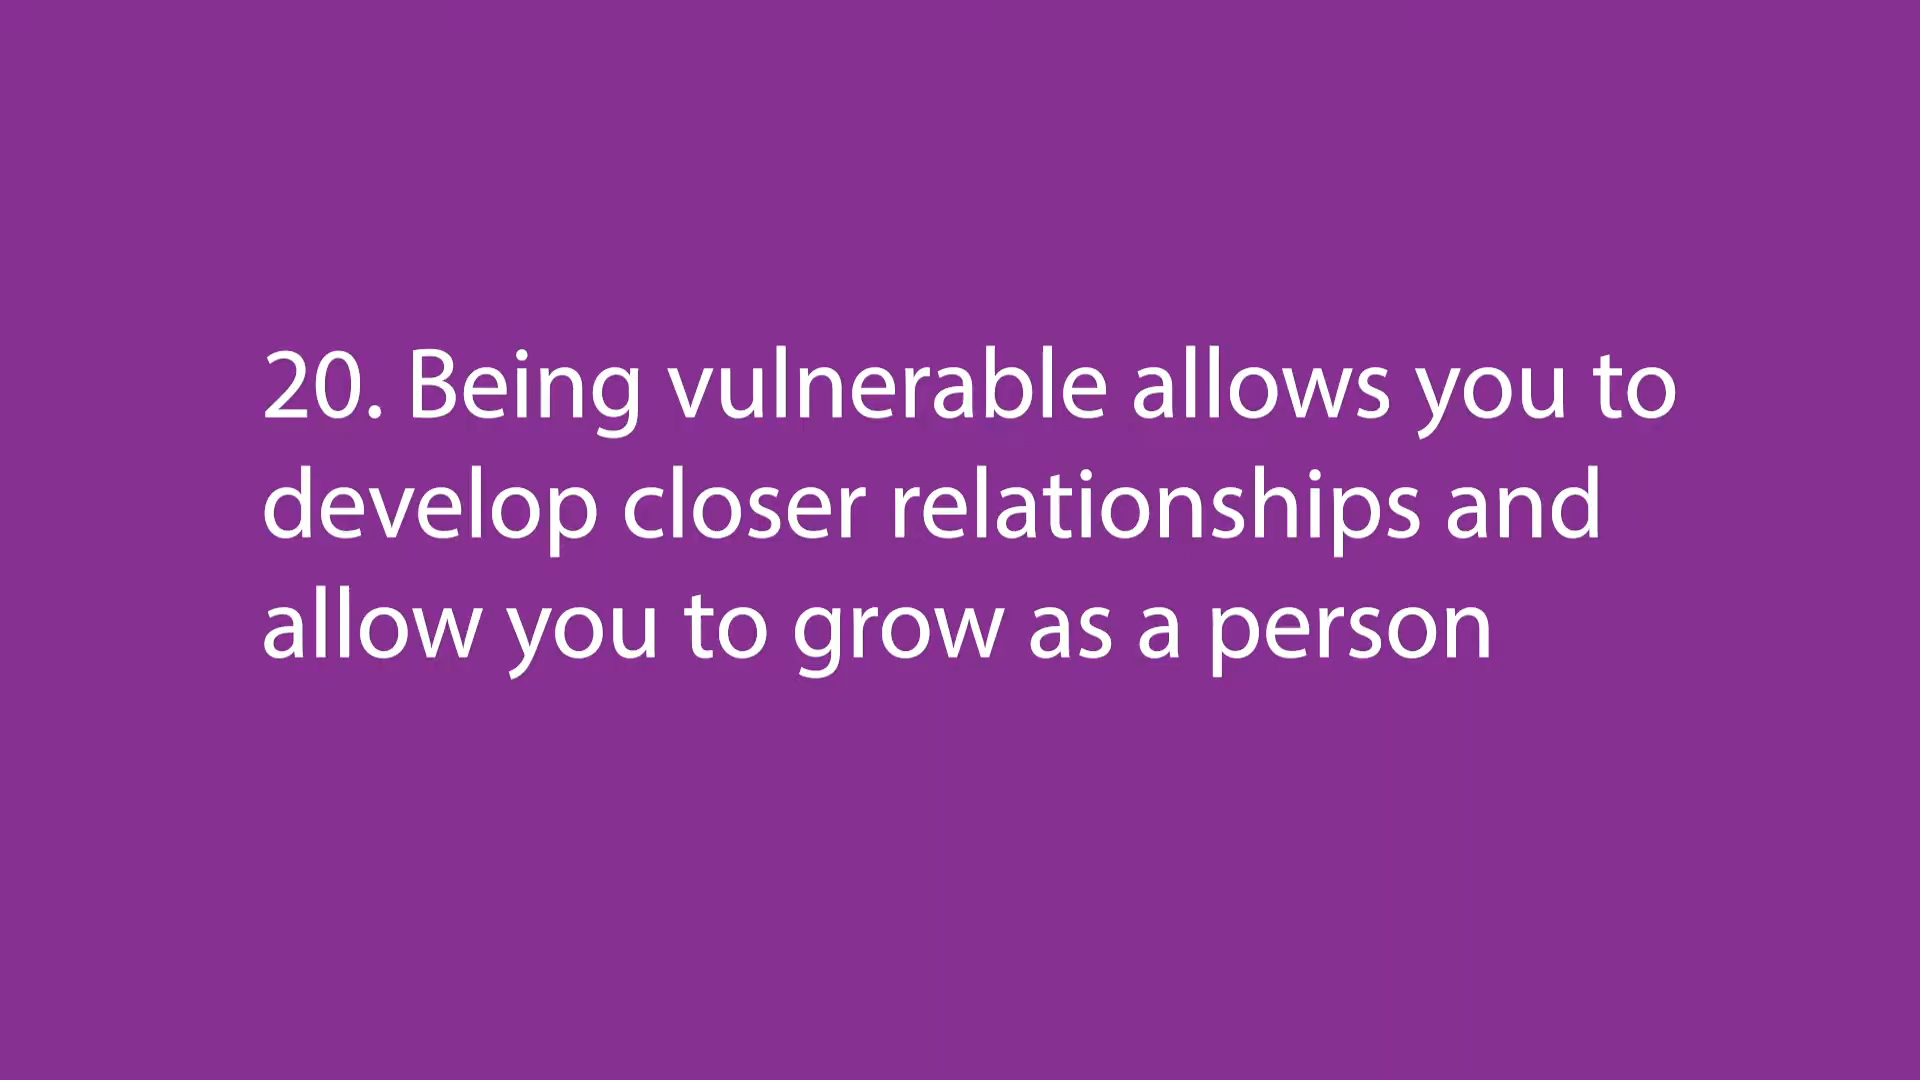 20. Being vulnerable allows you to
develop closer relationships and
allow you to grow as a person